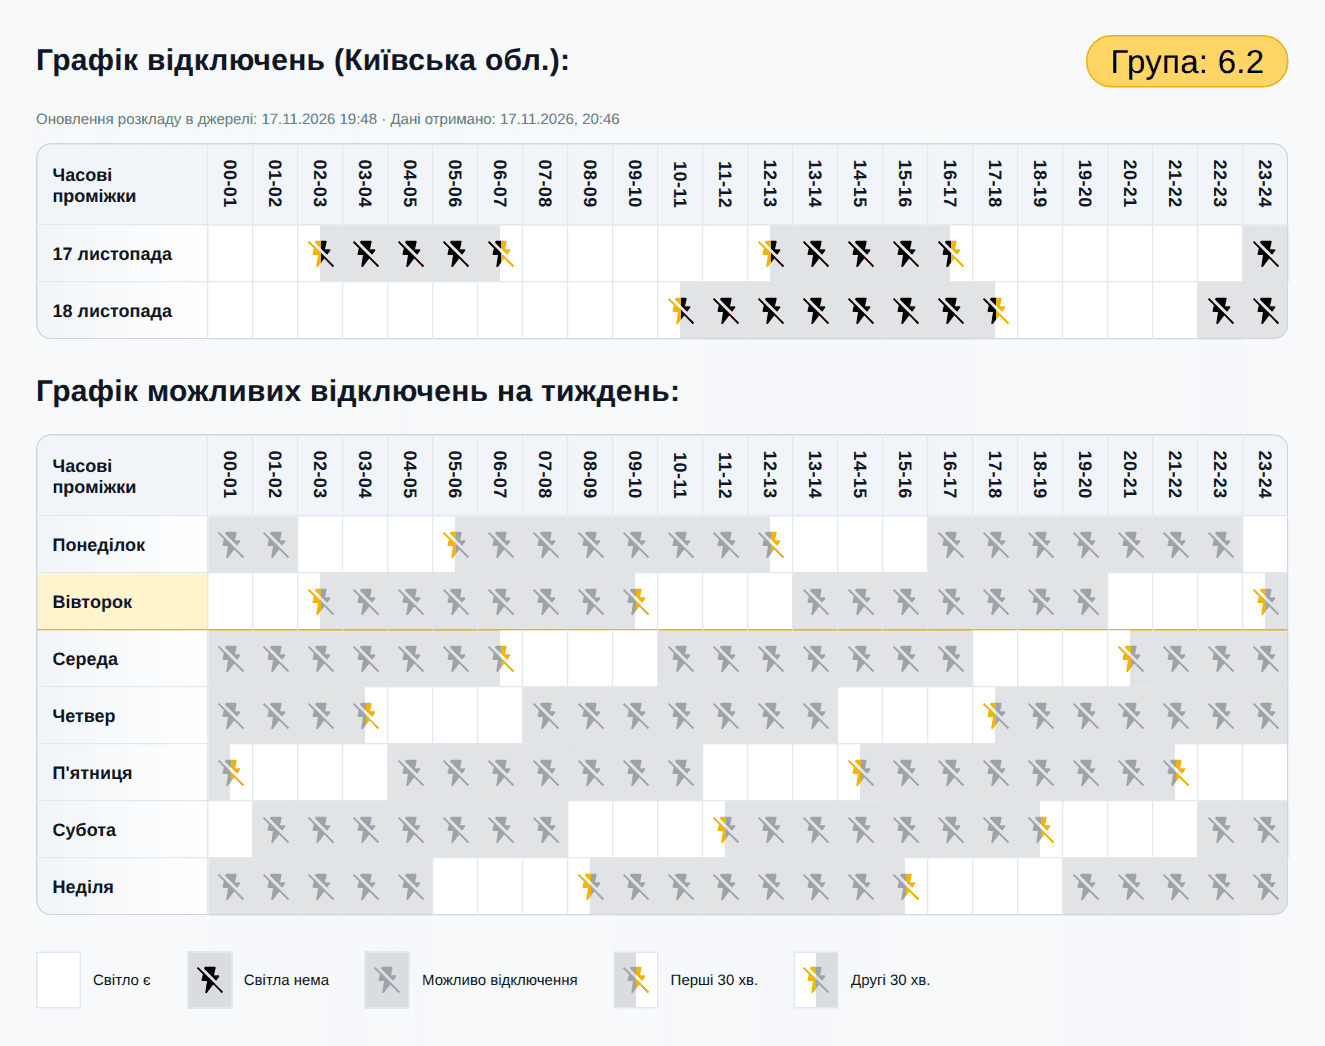 Графік відключень (Київська обл.):
Група: 6.2
Оновлення розкладу в джерелі: 17.11.2026 19:48 · Дані отримано: 17.11.2026, 20:46
Часові
проміжки
00-01 01-02 02-03 03-04 04-05 05-06 06-07 07-08 08-09 09-10 10-11 11-12 12-13 13-14 14-15 15-16 16-17 17-18 18-19 19-20 20-21 21-22 22-23 23-24
17 листопада
18 листопада
Графік можливих відключень на тиждень:
Часові
проміжки
00-01 01-02 02-03 03-04 04-05 05-06 06-07 07-08 08-09 09-10 10-11 11-12 12-13 13-14 14-15 15-16 16-17 17-18 18-19 19-20 20-21 21-22 22-23 23-24
Понеділок
Вівторок
Середа
Четвер
П'ятниця
Субота
Неділя
Світло є
Світла нема
Можливо відключення
Перші 30 хв.
Другі 30 хв.